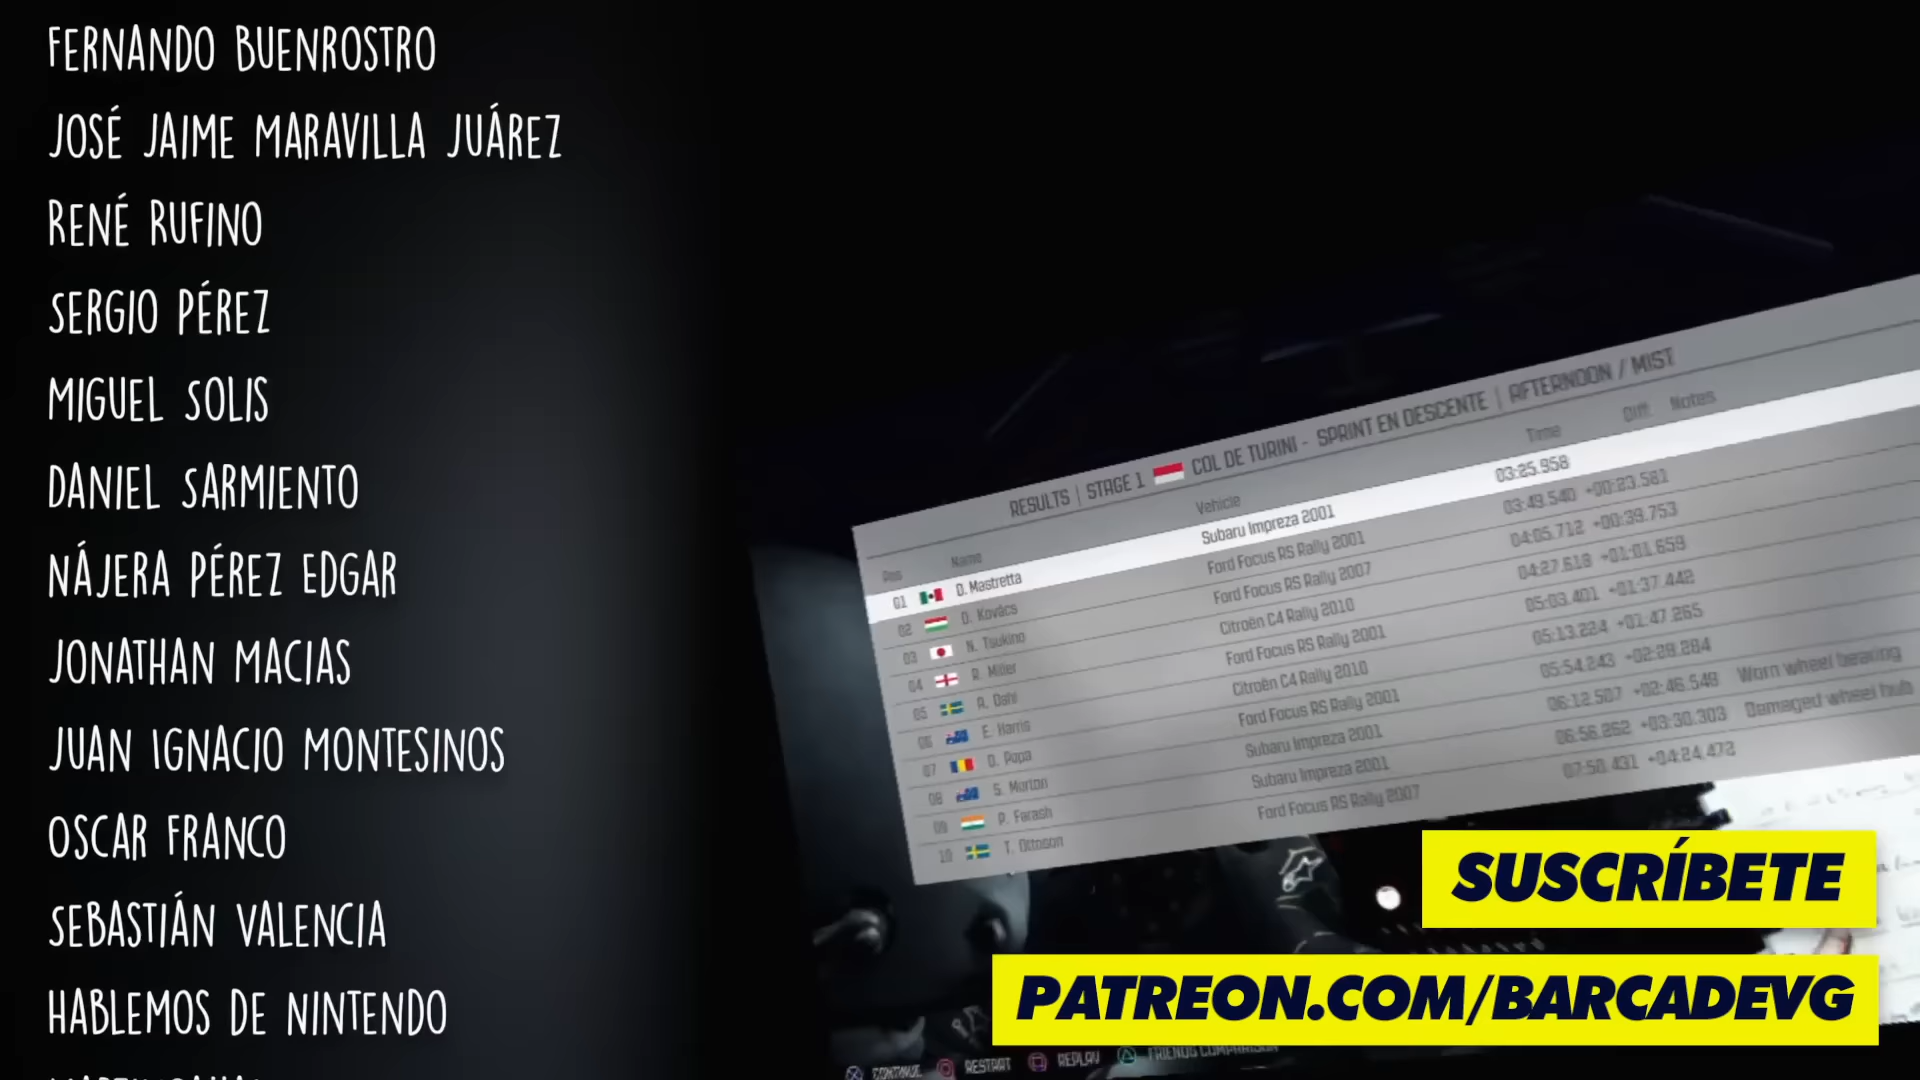 FERNANDO BUENROSTRO
JOSÉ JAIME MARAVILLA JUÁREZ
RENÉ RUFINO
SERGIO PÉREZ
MIGUEL SOLIS
DANIEL SARMIENTO
NÁJERA PÉREZ EDGAR
JONATHAN MACIAS
JUAN IGNACIO MONTESINOS
OSCAR FRANCO
SEBASTIÁN VALENCIA
HABLEMOS DE NINTENDO
RESULTS | STAGE 1 COL DE TURINI - SPRINT EN DESCENTE | AFTERNOON / MIST
Pos Name Vehicle Time Diff. Notes
01 D. Mastretta Subaru Impreza 2001 03:25.958
02 D. Kovács Ford Focus RS Rally 2001 03:49.540 +00:23.581
03 N. Tsukino Ford Focus RS Rally 2007 04:05.712 +00:39.753
04 R. Miller Citroën C4 Rally 2010 04:27.618 +01:01.659
05 A. Dahl Ford Focus RS Rally 2001 05:03.401 +01:37.442
06 E. Harris Citroën C4 Rally 2010 05:13.224 +01:47.265
07 D. Popa Ford Focus RS Rally 2001 05:54.243 +02:28.284
08 S. Morton Subaru Impreza 2001 06:12.507 +02:46.549 Worn wheel bearing
09 P. Farash Subaru Impreza 2001 06:56.262 +03:30.303 Damaged wheel hub
10 T. Ottoson Ford Focus RS Rally 2007 07:50.431 +04:24.472
SUSCRÍBETE
PATREON.COM/BARCADEVG
CONTINUE RESTART REPLAY FRIENDS COMPARISON